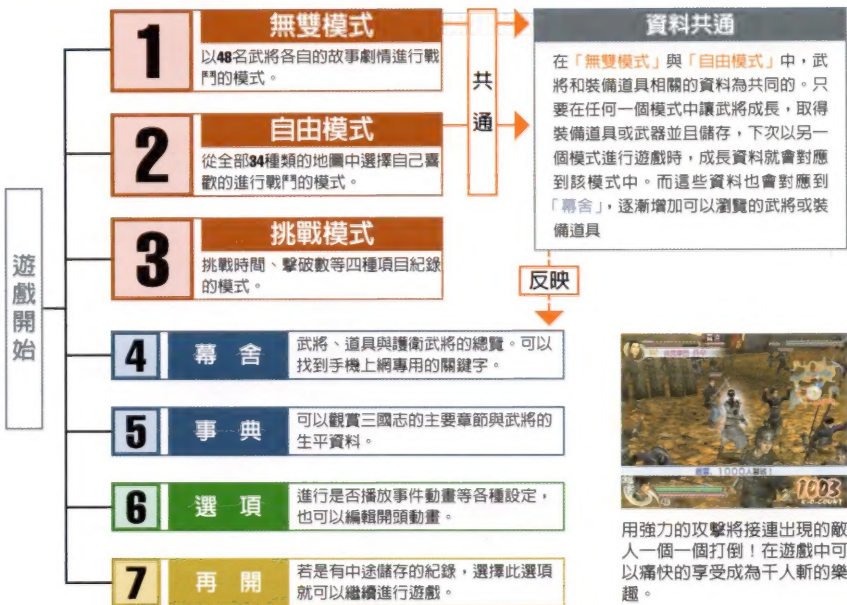 遊戲開始
1
無雙模式
以48名武將各自的故事劇情進行戰
鬥的模式。
2
自由模式
從全部34種類的地圖中選擇自己喜
歡的進行戰鬥的模式。
3
挑戰模式
挑戰時間、擊破數等四種項目紀錄
的模式。
共通
資料共通
在「無雙模式」與「自由模式」中，武
將和裝備道具相關的資料為共同的。只
要在任何一個模式中讓武將成長，取得
裝備道具或武器並且儲存，下次以另一
個模式進行遊戲時，成長資料就會對應
到該模式中。而這些資料也會對應到
「幕舍」，逐漸增加可以瀏覽的武將或裝
備道具
反映
4
幕舍
武將、道具與護衛武將的總覽。可以
找到手機上網專用的關鍵字。
5
事典
可以觀賞三國志的主要章節與武將的
生平資料。
6
選項
進行是否播放事件動畫等各種設定，
也可以編輯開頭動畫。
7
再開
若是有中途儲存的紀錄，選擇此選項
就可以繼續進行遊戲。
1003
用強力的攻擊將接連出現的敵
人一個一個打倒！在遊戲中可
以痛快的享受成為千人斬的樂
趣。